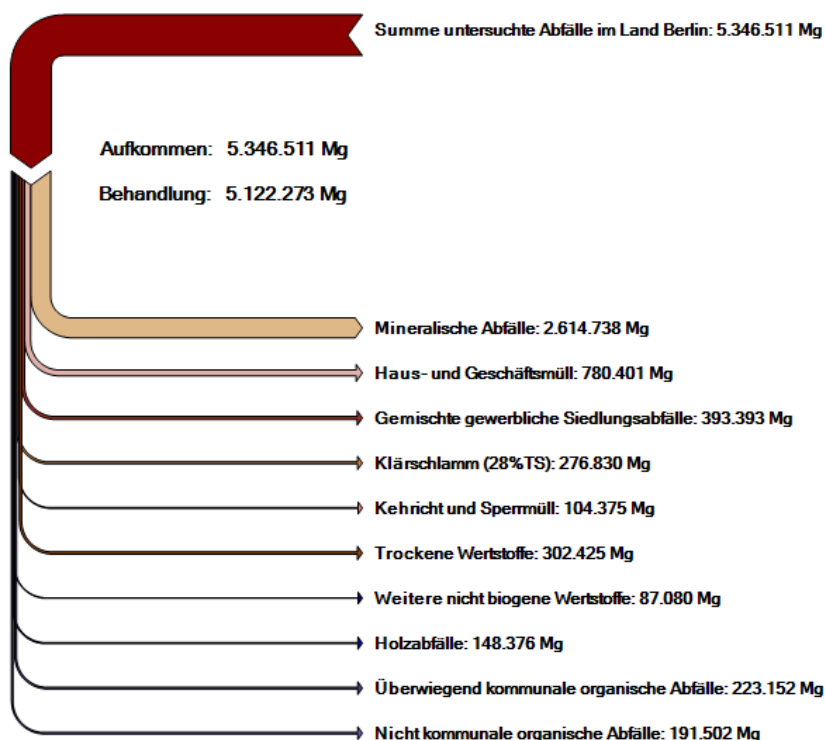 Summe untersuchte Abfälle im Land Berlin: 5.346.511 Mg
Aufkommen: 5.346.511 Mg
Behandlung: 5.122.273 Mg
Mineralische Abfälle: 2.614.738 Mg
Haus- und Geschäftsmüll: 780.401 Mg
Gemischte gewerbliche Siedlungsabfälle: 393.393 Mg
Klärschlamm (28%TS): 276.830 Mg
Kehricht und Sperrmüll: 104.375 Mg
Trockene Wertstoffe: 302.425 Mg
Weitere nicht biogene Wertstoffe: 87.080 Mg
Holzabfälle: 148.376 Mg
Überwiegend kommunale organische Abfälle: 223.152 Mg
Nicht kommunale organische Abfälle: 191.502 Mg